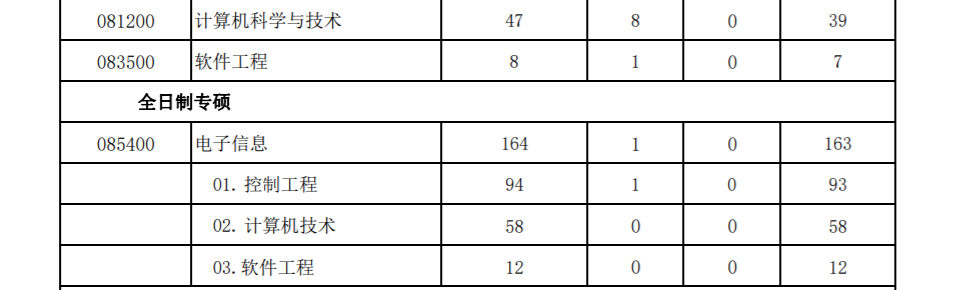 081200 计算机科学与技术 47 8 0 39
083500 软件工程 8 1 0 7
全日制专硕
085400 电子信息 164 1 0 163
01. 控制工程 94 1 0 93
02. 计算机技术 58 0 0 58
03.软件工程 12 0 0 12